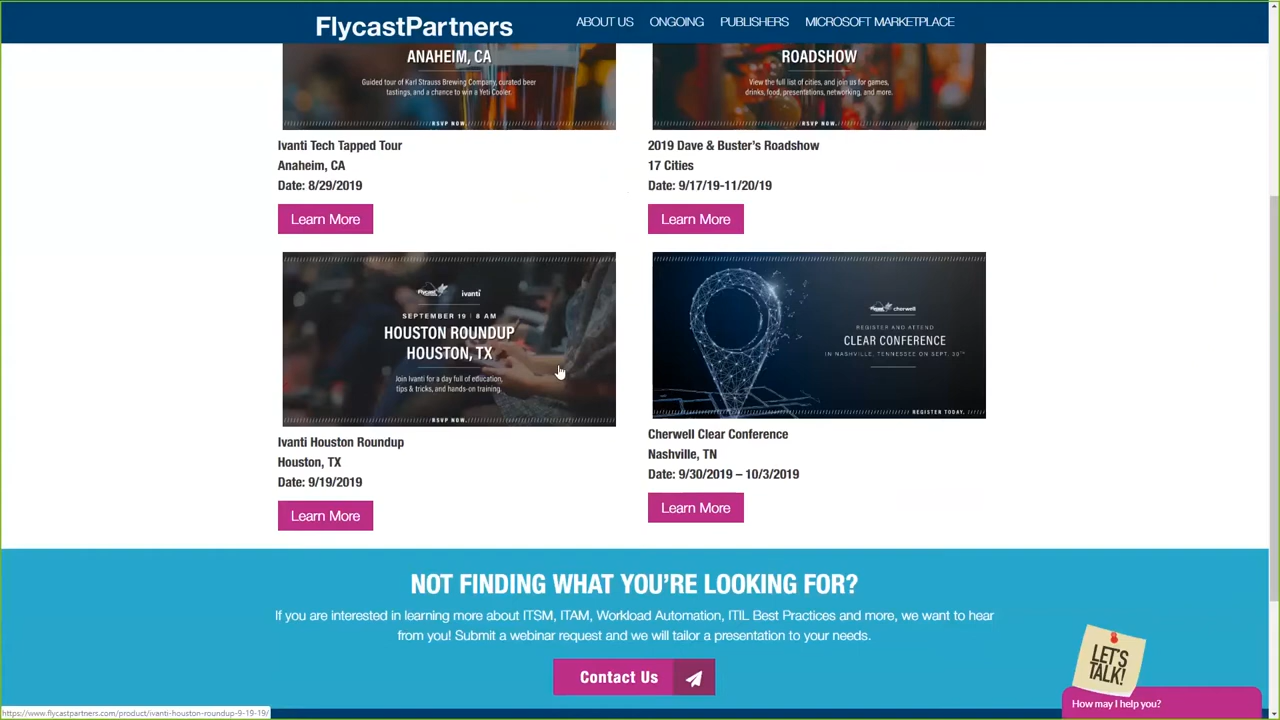 FlycastPartners
ABOUT US
ONGOING
PUBLISHERS
MICROSOFT MARKETPLACE
ANAHEIM, CA
Guided tour of Karl Strauss Brewing Company, curated beer
tastings, and a chance to win a Yeti Cooler.
RSVP NOW.
Ivanti Tech Tapped Tour
Anaheim, CA
Date: 8/29/2019
Learn More
ROADSHOW
View the full list of cities, and join us for games,
drinks, food, presentations, networking, and more.
RSVP NOW.
2019 Dave & Buster's Roadshow
17 Cities
Date: 9/17/19-11/20/19
Learn More
Flycast ivanti
SEPTEMBER 19 | 8 AM
HOUSTON ROUNDUP
HOUSTON, TX
Join Ivanti for a day full of education,
tips & tricks, and hands-on training.
RSVP NOW.
Ivanti Houston Roundup
Houston, TX
Date: 9/19/2019
Learn More
Flycast cherwell
REGISTER AND ATTEND
CLEAR CONFERENCE
IN NASHVILLE, TENNESSEE ON SEPT. 30TH
REGISTER TODAY.
Cherwell Clear Conference
Nashville, TN
Date: 9/30/2019 – 10/3/2019
Learn More
NOT FINDING WHAT YOU'RE LOOKING FOR?
If you are interested in learning more about ITSM, ITAM, Workload Automation, ITIL Best Practices and more, we want to hear
from you! Submit a webinar request and we will tailor a presentation to your needs.
Contact Us
LET'S
TALK!
How may I help you?
https://www.flycastpartners.com/product/ivanti-houston-roundup-9-19-19/